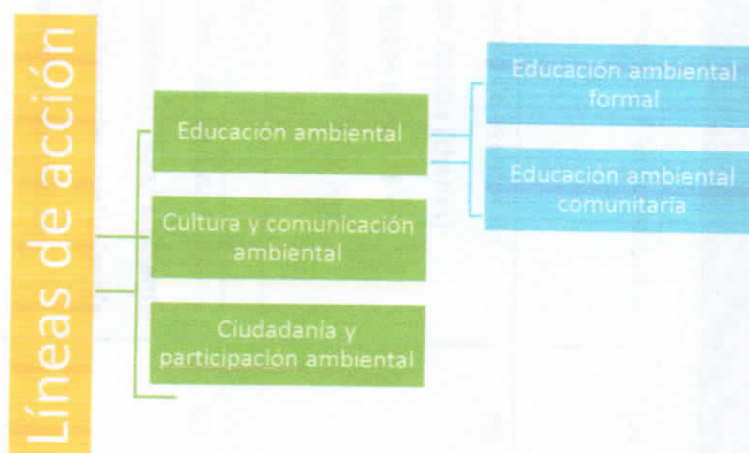 Líneas de acción
Educación ambiental
Cultura y comunicación
ambiental
Ciudadanía y
participación ambiental
Educación ambiental
formal
Educación ambiental
comunitaria